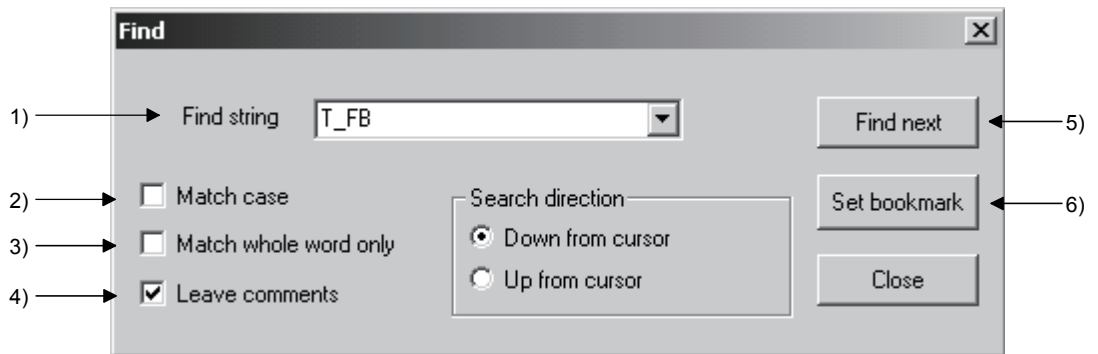 Find
1) Find string T_FB Find next 5)
2) Match case Search direction Set bookmark 6)
3) Match whole word only Down from cursor
4) Leave comments Up from cursor Close